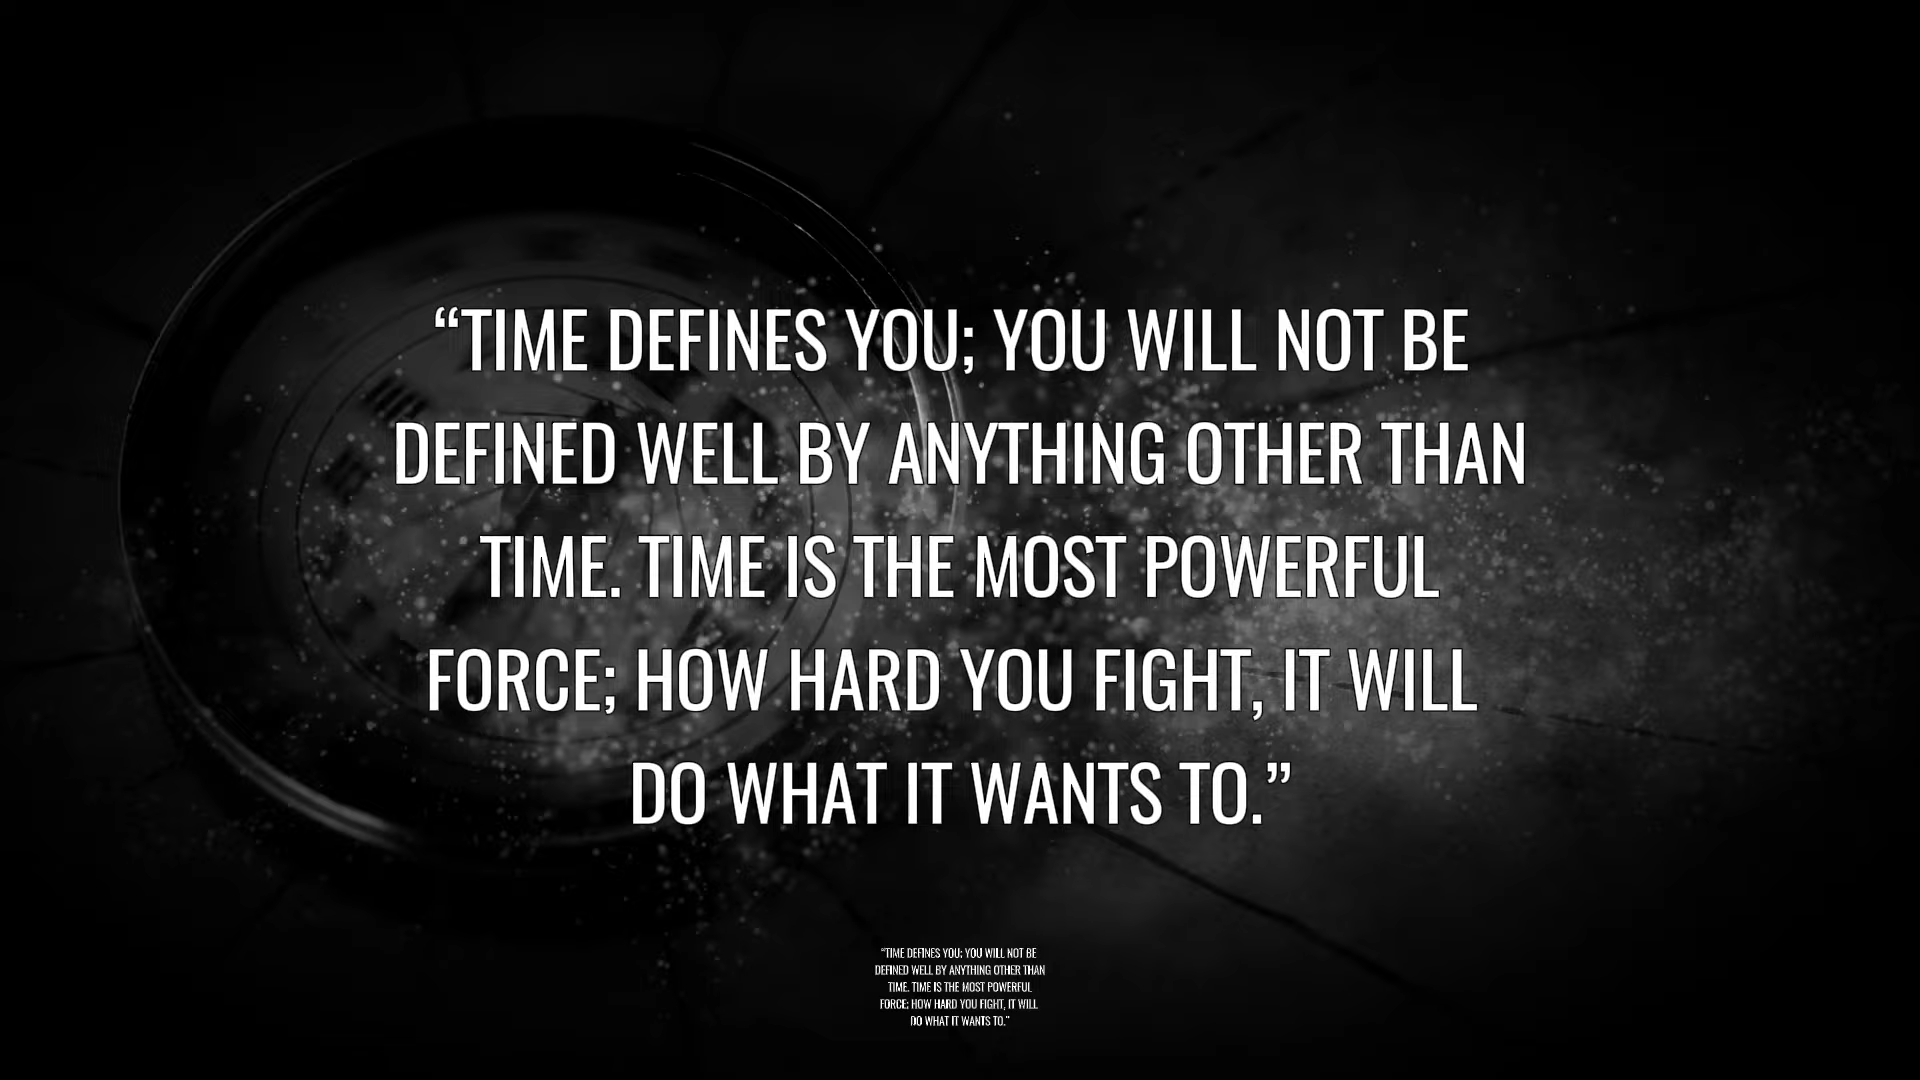 “TIME DEFINES YOU; YOU WILL NOT BE
DEFINED WELL BY ANYTHING OTHER THAN
TIME. TIME IS THE MOST POWERFUL
FORCE; HOW HARD YOU FIGHT, IT WILL
DO WHAT IT WANTS TO.”
“TIME DEFINES YOU; YOU WILL NOT BE
DEFINED WELL BY ANYTHING OTHER THAN
TIME. TIME IS THE MOST POWERFUL
FORCE; HOW HARD YOU FIGHT, IT WILL
DO WHAT IT WANTS TO.”